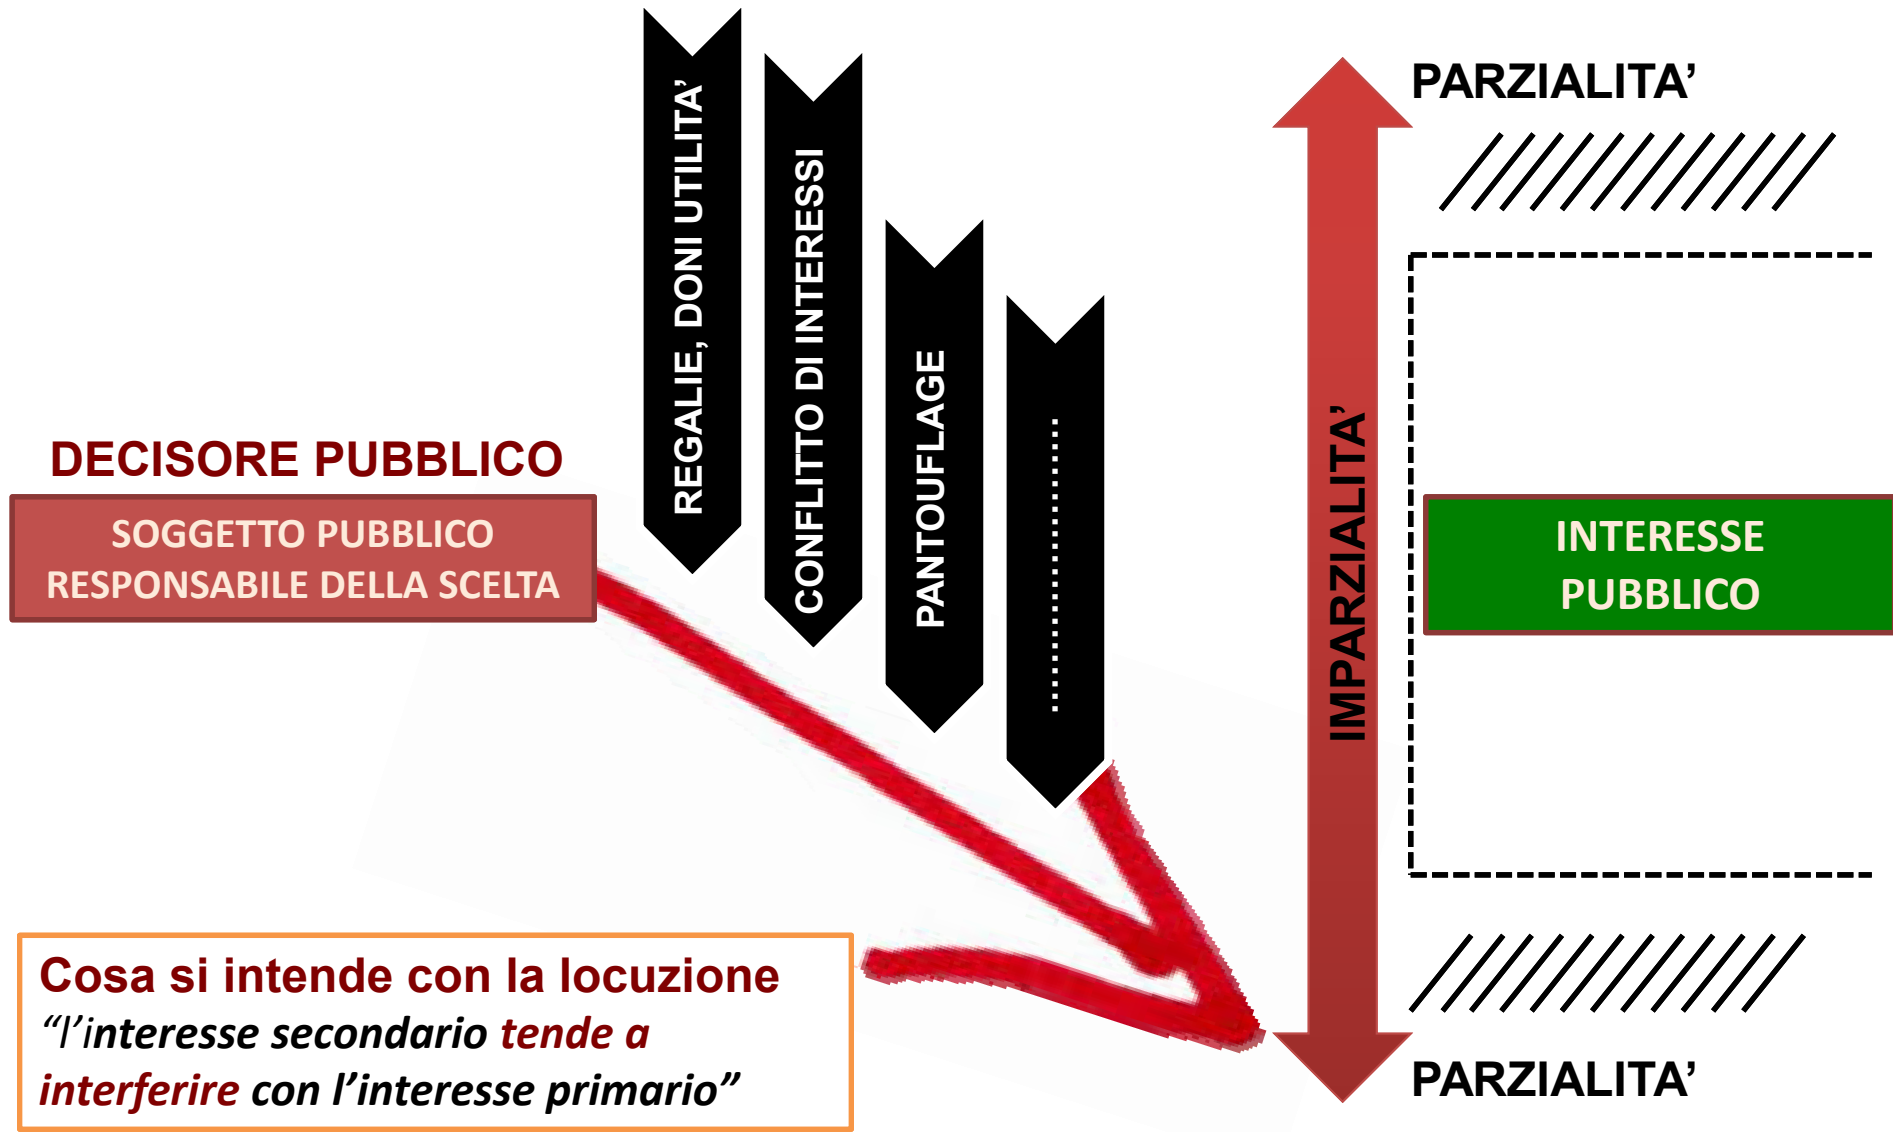 REGALIE, DONI UTILITA’
CONFLITTO DI INTERESSI
PANTOUFLAGE
........................
DECISORE PUBBLICO
SOGGETTO PUBBLICO
RESPONSABILE DELLA SCELTA
IMPARZIALITA’
PARZIALITA’
INTERESSE
PUBBLICO
PARZIALITA’
Cosa si intende con la locuzione
“l’interesse secondario tende a
interferire con l’interesse primario”